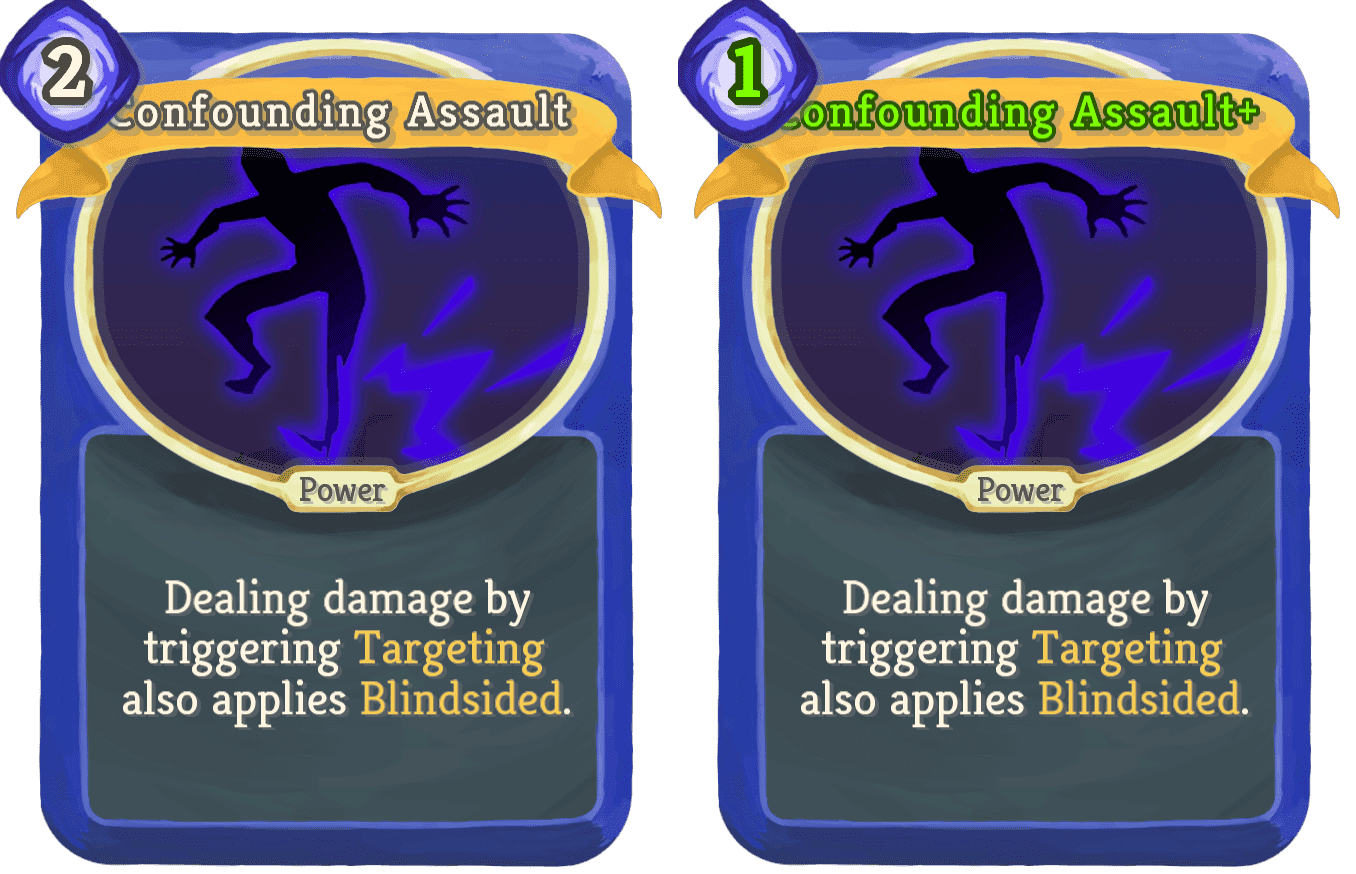 2
Confounding Assault
Power
Dealing damage by
triggering Targeting
also applies Blindsided.
1
Confounding Assault+
Power
Dealing damage by
triggering Targeting
also applies Blindsided.